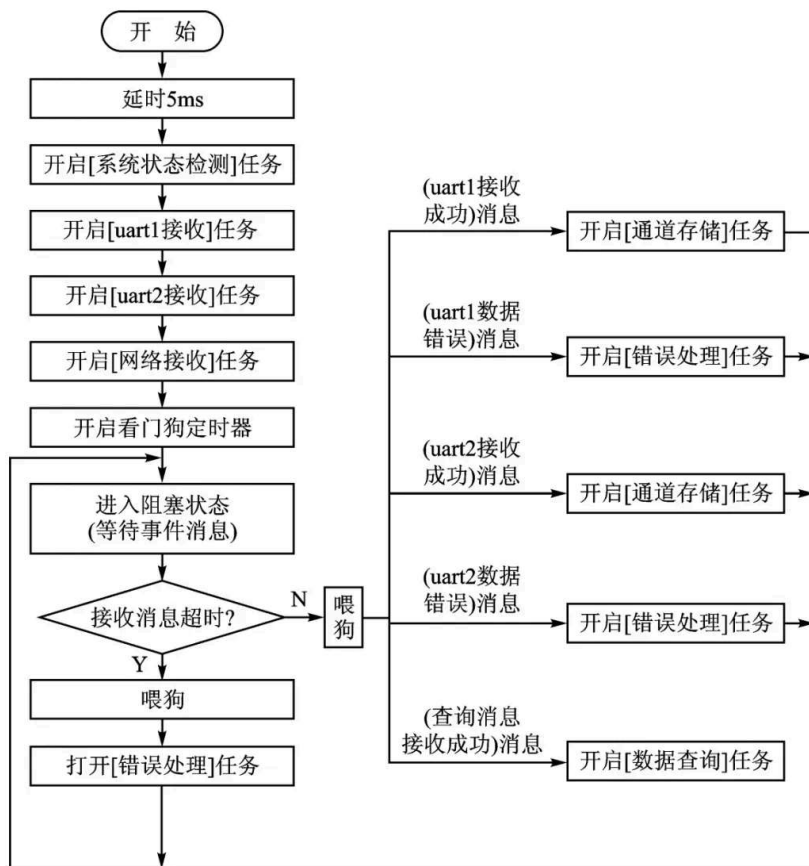 开 始
延时5ms
开启[系统状态检测]任务
开启[uart1接收]任务
开启[uart2接收]任务
开启[网络接收]任务
开启看门狗定时器
进入阻塞状态
(等待事件消息)
接收消息超时?
N
Y
喂
狗
喂狗
打开[错误处理]任务
(uart1接收
成功)消息
开启[通道存储]任务
(uart1数据
错误)消息
开启[错误处理]任务
(uart2接收
成功)消息
开启[通道存储]任务
(uart2数据
错误)消息
开启[错误处理]任务
(查询消息
接收成功)消息
开启[数据查询]任务